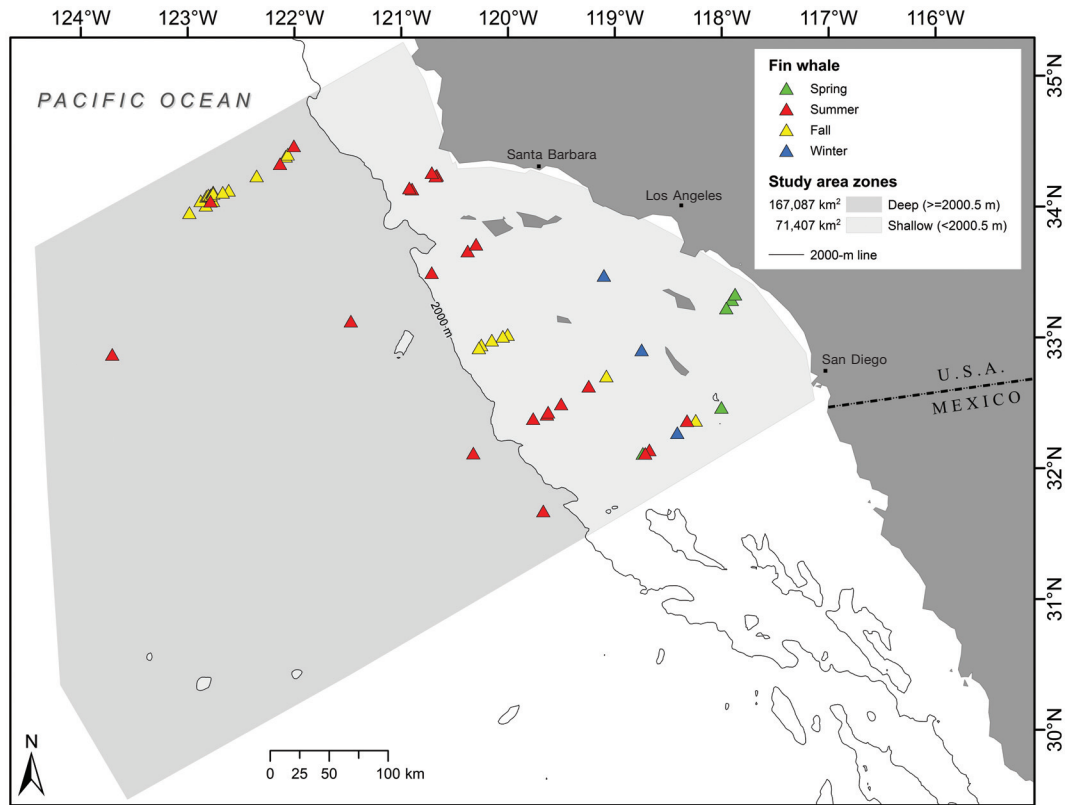 124°W 123°W 122°W 121°W 120°W 119°W 118°W 117°W 116°W
PACIFIC OCEAN
Fin whale
Spring
Summer
Fall
Winter
Study area zones
167,087 km² Deep (>=2000.5 m)
71,407 km² Shallow (<2000.5 m)
2000-m line
35°N
Santa Barbara
Los Angeles
34°N
2000-m
33°N
San Diego
U.S.A.
MEXICO
32°N
31°N
30°N
N
0 25 50 100 km